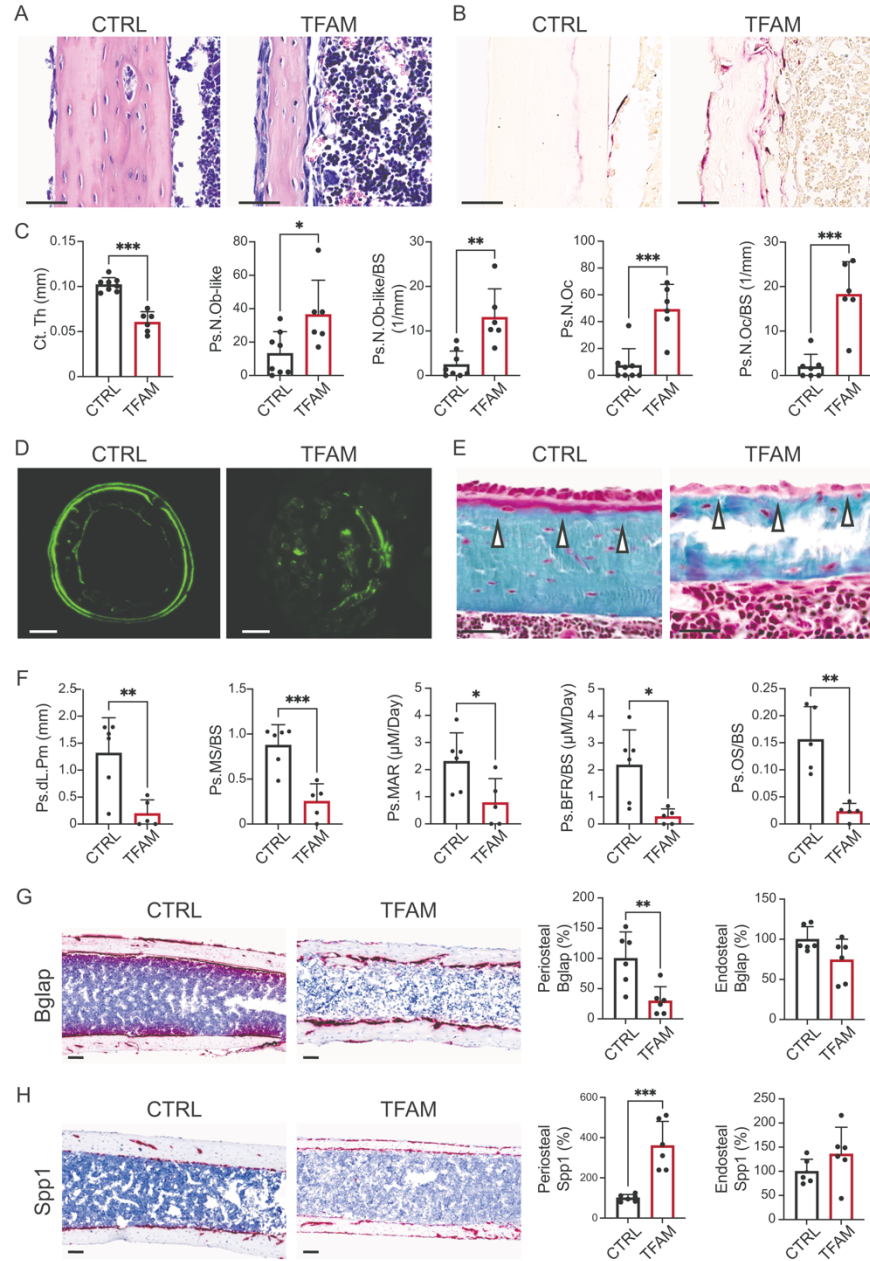 A
CTRL
TFAM
B
CTRL
TFAM
C
Ct. Th (mm)
0.15
0.10
0.05
0.00
***
CTRL
TFAM
Ps.N.Ob-like
80
60
40
20
0
*
CTRL
TFAM
Ps.N.Ob-like/BS
(1/mm)
30
20
10
0
**
CTRL
TFAM
Ps.N.Oc
100
80
60
40
20
0
***
CTRL
TFAM
Ps.N.Oc/BS (1/mm)
30
20
10
0
***
CTRL
TFAM
D
CTRL
TFAM
E
CTRL
TFAM
F
Ps.dL.Pm (mm)
2.5
2.0
1.5
1.0
0.5
0
**
CTRL
TFAM
Ps.MS/BS
1.5
1.0
0.5
0.0
***
CTRL
TFAM
Ps.MAR (µM/Day)
5
4
3
2
1
0
*
CTRL
TFAM
Ps.BFR/BS (µM/Day)
5
4
3
2
1
0
*
CTRL
TFAM
Ps.OS/BS
0.25
0.20
0.15
0.10
0.05
0
**
CTRL
TFAM
G
CTRL
TFAM
Bglap
Periosteal
Bglap (%)
200
150
100
50
0
**
CTRL
TFAM
Endosteal
Bglap (%)
150
100
50
0
CTRL
TFAM
H
CTRL
TFAM
Spp1
Periosteal
Spp1 (%)
600
400
200
0
***
CTRL
TFAM
Endosteal
Spp1 (%)
250
200
150
100
50
0
CTRL
TFAM